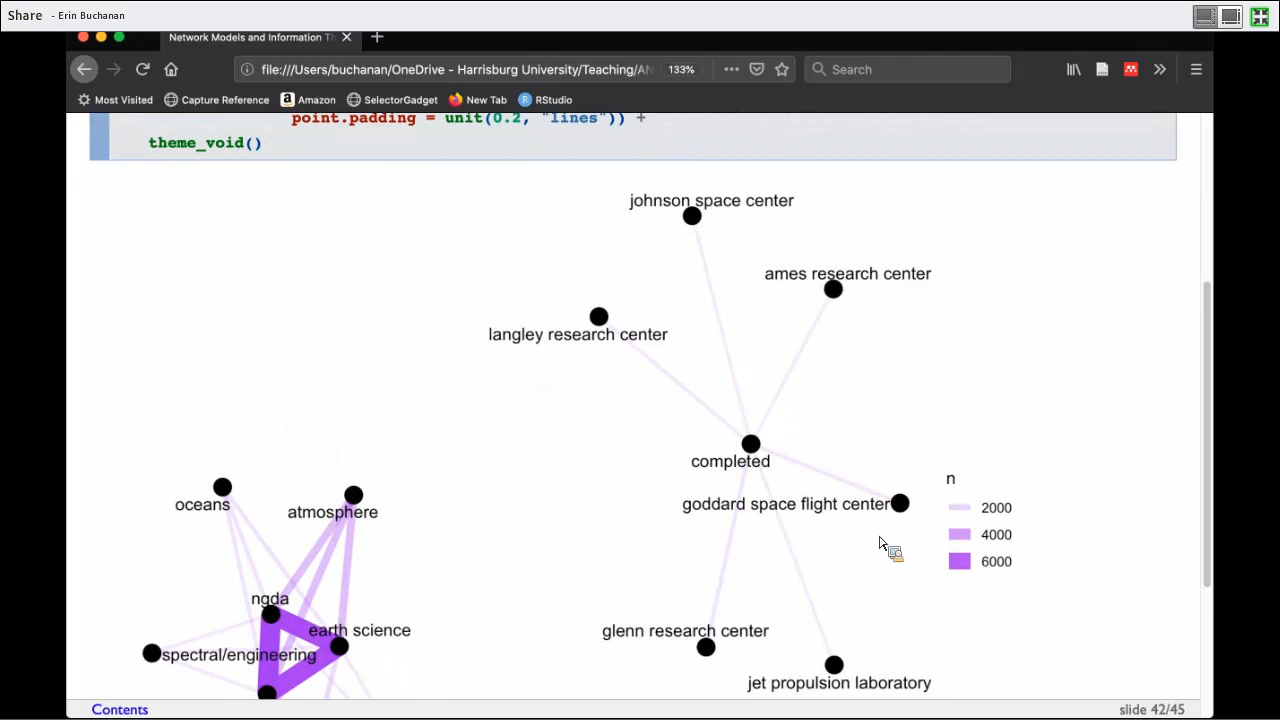 Share - Erin Buchanan
Network Models and Information Th
file:///Users/buchanan/OneDrive - Harrisburg University/Teaching/AN
133%
Search
Most Visited
Capture Reference
Amazon
SelectorGadget
New Tab
RStudio
point.padding = unit(0.2, "lines")) +
theme_void()
johnson space center
ames research center
langley research center
completed
n
oceans
atmosphere
goddard space flight center
2000
4000
6000
ngda
earth science
glenn research center
spectral/engineering
jet propulsion laboratory
Contents
slide 42/45